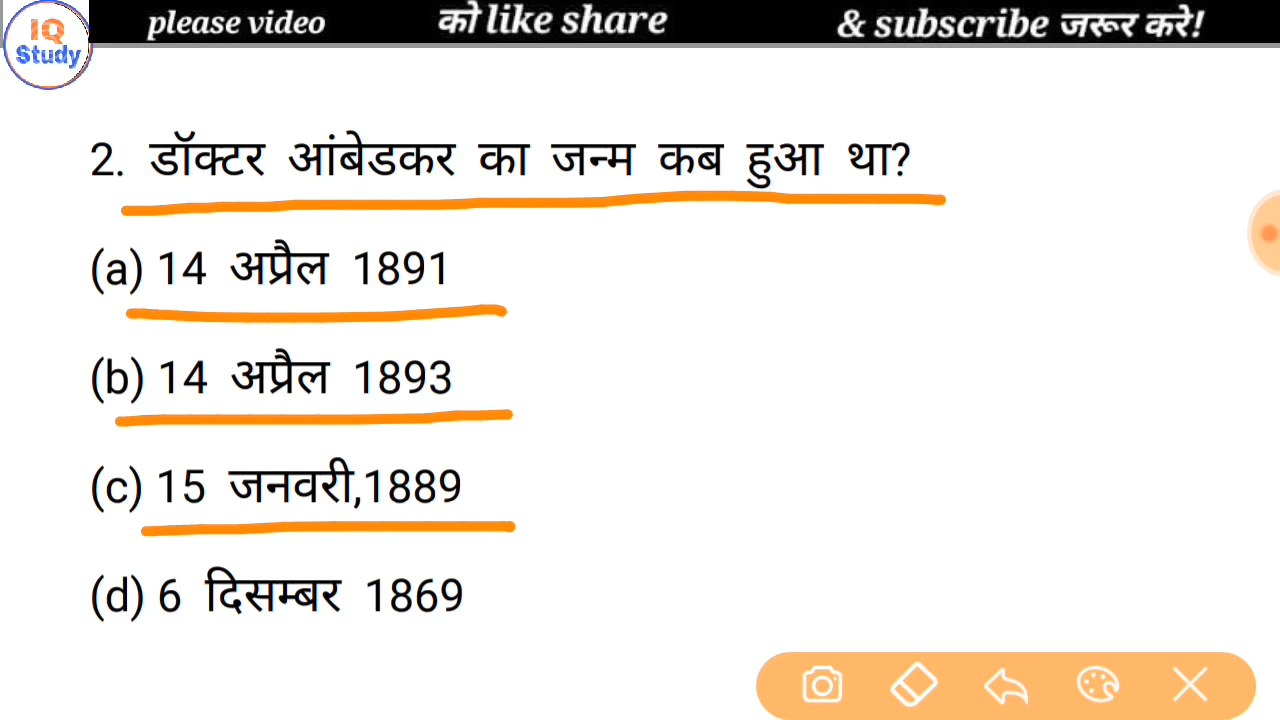 please video को like share & subscribe जरूर करे!
IQ
Study
2. डॉक्टर आंबेडकर का जन्म कब हुआ था?
(a) 14 अप्रैल 1891
(b) 14 अप्रैल 1893
(c) 15 जनवरी,1889
(d) 6 दिसम्बर 1869